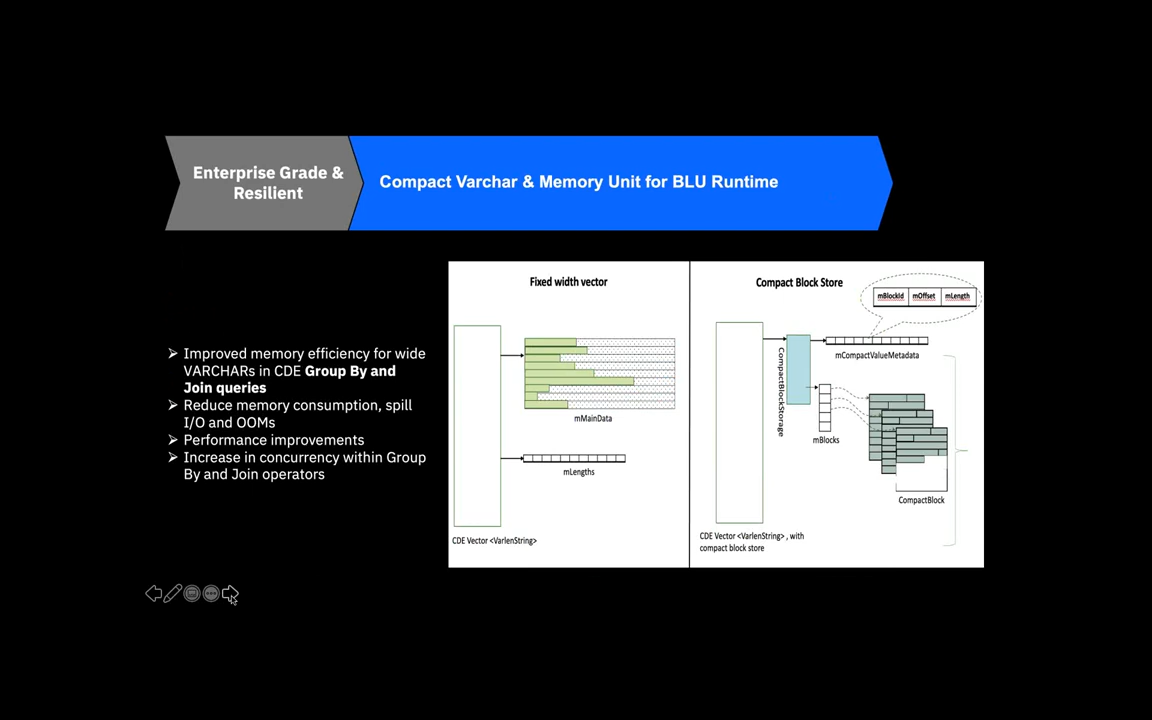 Enterprise Grade &
Resilient
Compact Varchar & Memory Unit for BLU Runtime
Improved memory efficiency for wide
VARCHARs in CDE Group By and
Join queries
Reduce memory consumption, spill
I/O and OOMs
Performance improvements
Increase in concurrency within Group
By and Join operators
Fixed width vector
mMainData
mLengths
CDE Vector <VarlenString>
Compact Block Store
mBlockId mOffset mLength
mCompactValueMetadata
CompactBlockStorage
mBlocks
CompactBlock
CDE Vector <VarlenString> , with
compact block store